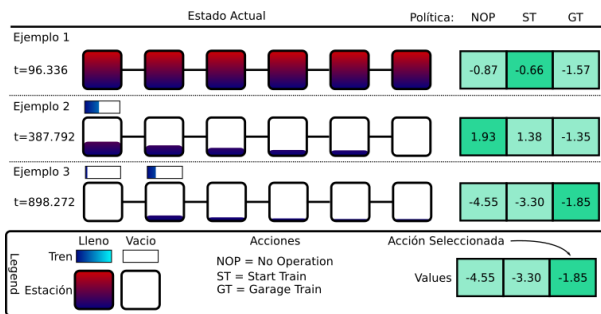 Estado Actual Política: NOP ST GT
Ejemplo 1
t=96.336 -0.87 -0.66 -1.57
Ejemplo 2
t=387.792 1.93 1.38 -1.35
Ejemplo 3
t=898.272 -4.55 -3.30 -1.85
Legend
Lleno Vacio
Tren
Estación
Acciones
NOP = No Operation
ST = Start Train
GT = Garage Train
Acción Seleccionada
Values -4.55 -3.30 -1.85